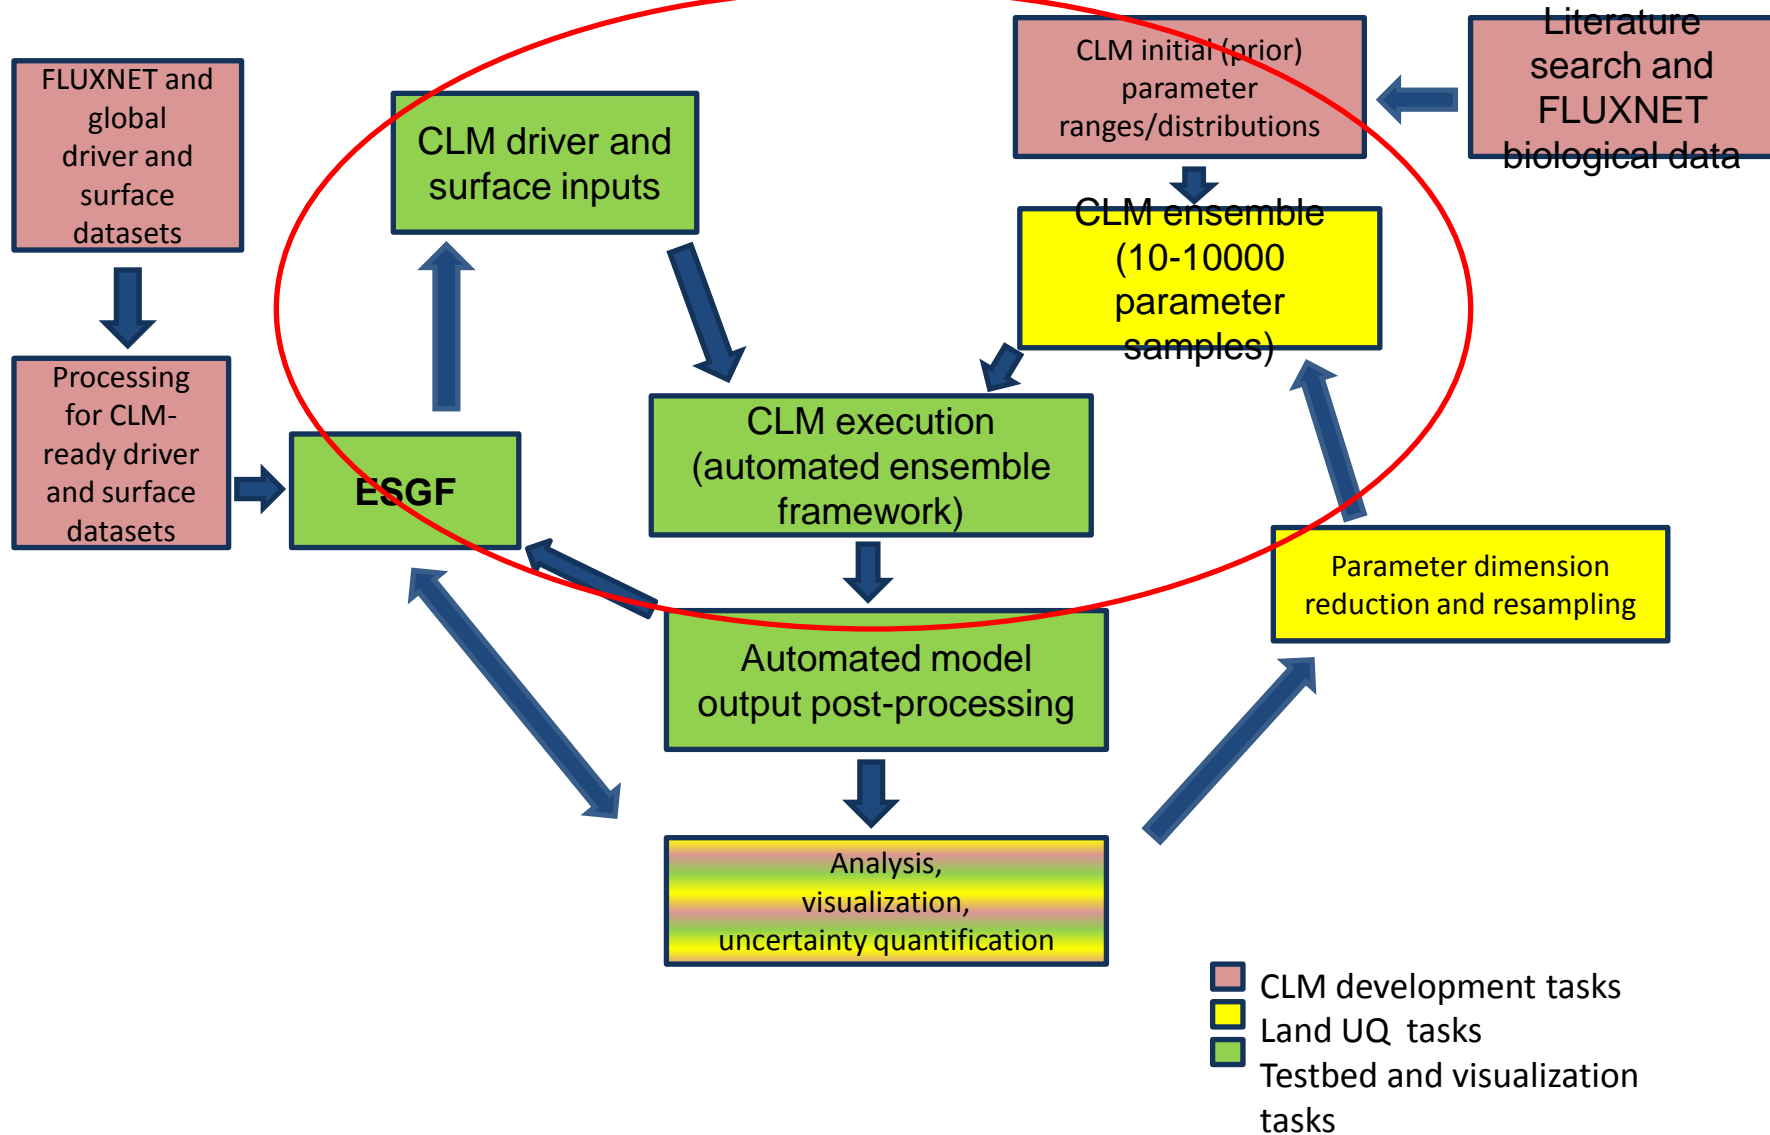 FLUXNET and
global
driver and
surface
datasets
CLM driver and
surface inputs
CLM initial (prior)
parameter
ranges/distributions
Literature
search and
FLUXNET
biological data
CLM ensemble
(10-10000
parameter
samples)
Processing
for CLM-
ready driver
and surface
datasets
ESGF
CLM execution
(automated ensemble
framework)
Parameter dimension
reduction and resampling
Automated model
output post-processing
Analysis,
visualization,
uncertainty quantification
CLM development tasks
Land UQ  tasks
Testbed and visualization
tasks